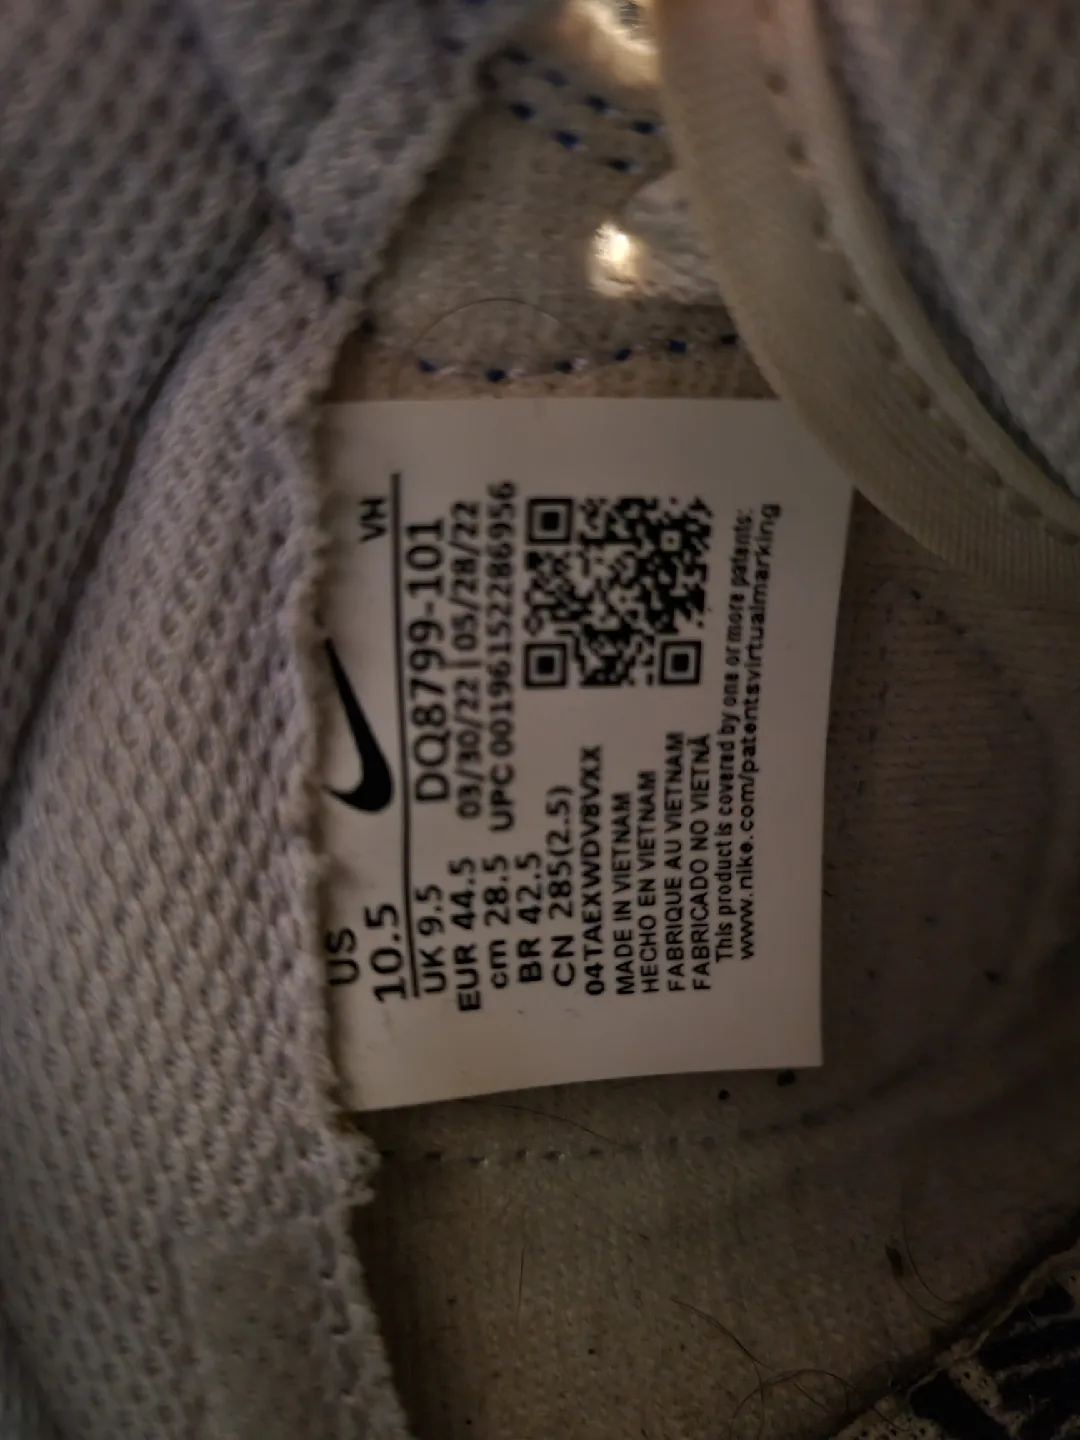 US
10.5
VH
UK 9.5
EUR 44.5
cm 28.5
BR 42.5
CN 285(2.5)
DQ8799-101
03/30/22 | 05/28/22
UPC 00196152286956
04TAEXWDV8VXX
MADE IN VIETNAM
HECHO EN VIETNAM
FABRIQUE AU VIETNAM
FABRICADO NO VIETNÃ
This product is covered by one or more patents:
www.nike.com/patentsvirtualmarking